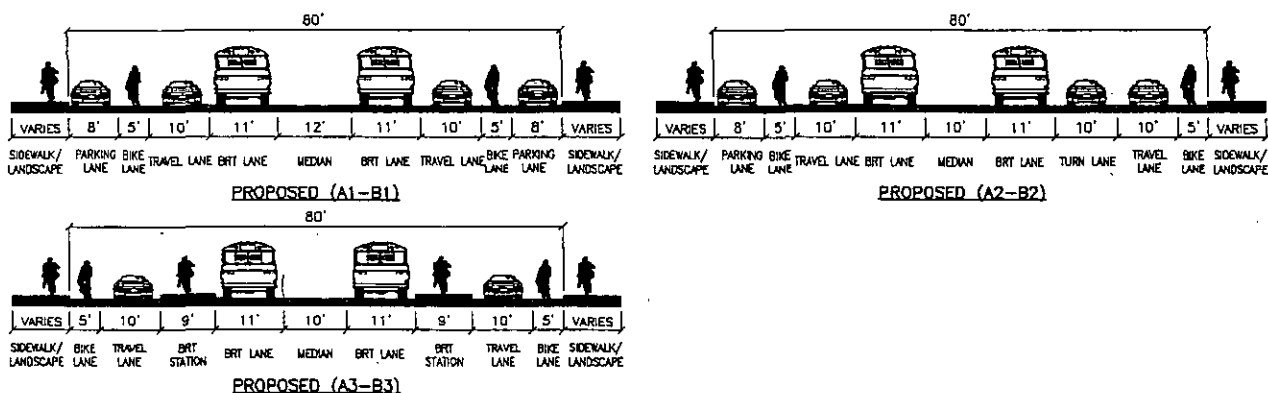 80'
VARIES 8' 5' 10' 11' 12' 11' 10' 5' 8' VARIES
SIDEWALK/ PARKING BIKE TRAVEL LANE BRT LANE MEDIAN BRT LANE TRAVEL LANE BIKE PARKING SIDEWALK/
LANDSCAPE LANE LANE LANE LANE LANDSCAPE
PROPOSED (A1-B1)
80'
VARIES 8' 5' 10' 11' 10' 11' 10' 10' 5' VARIES
SIDEWALK/ PARKING BIKE TRAVEL LANE BRT LANE MEDIAN BRT LANE TURN LANE TRAVEL BIKE SIDEWALK/
LANDSCAPE LANE LANE LANE LANE LANDSCAPE
PROPOSED (A2-B2)
80'
VARIES 5' 10' 9' 11' 10' 11' 9' 10' 5' VARIES
SIDEWALK/ BIKE TRAVEL BRT BRT LANE MEDIAN BRT LANE BRT TRAVEL BIKE SIDEWALK/
LANDSCAPE LANE LANE STATION STATION LANE LANE LANDSCAPE
PROPOSED (A3-B3)